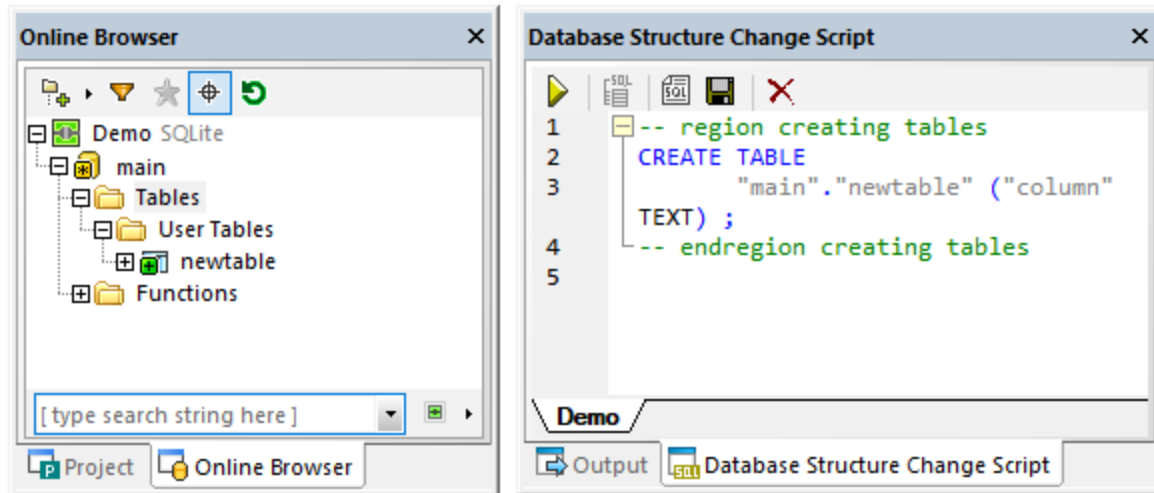 Online Browser
Demo SQLite
main
Tables
User Tables
newtable
Functions
[ type search string here ]
Project
Online Browser
Database Structure Change Script
SQL
SQL
1 -- region creating tables
2 CREATE TABLE
3 "main"."newtable" ("column"
TEXT) ;
4 -- endregion creating tables
5
Demo
Output
Database Structure Change Script